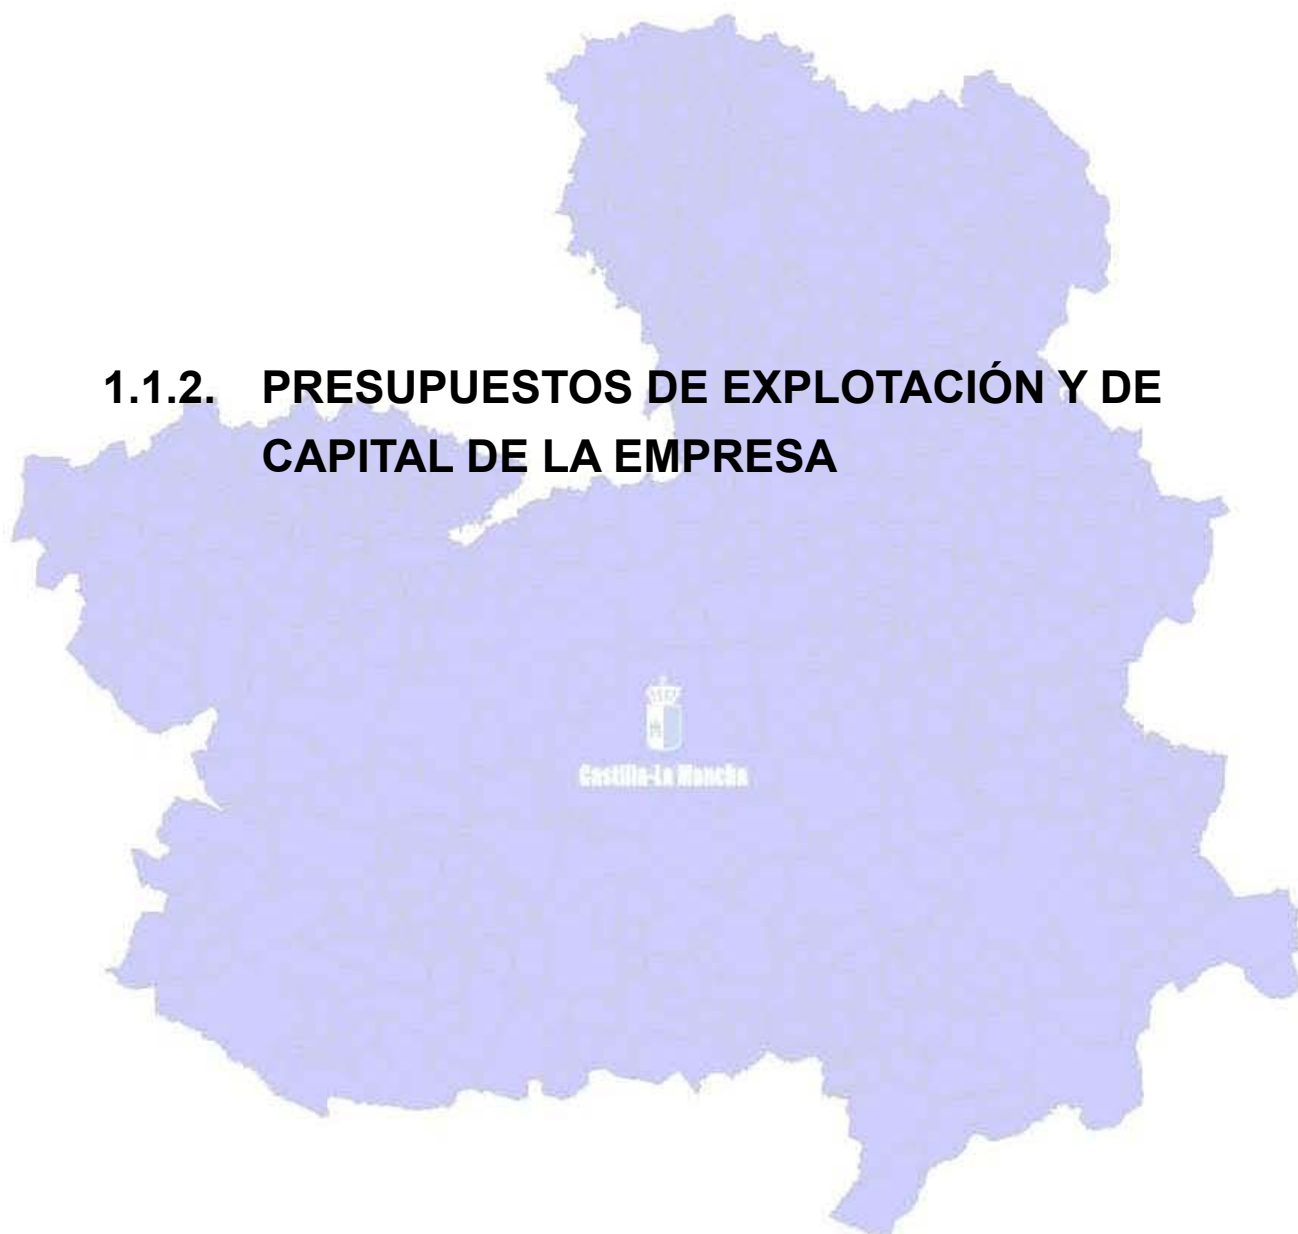 1.1.2. PRESUPUESTOS DE EXPLOTACIÓN Y DE
CAPITAL DE LA EMPRESA
Castilla-La Mancha